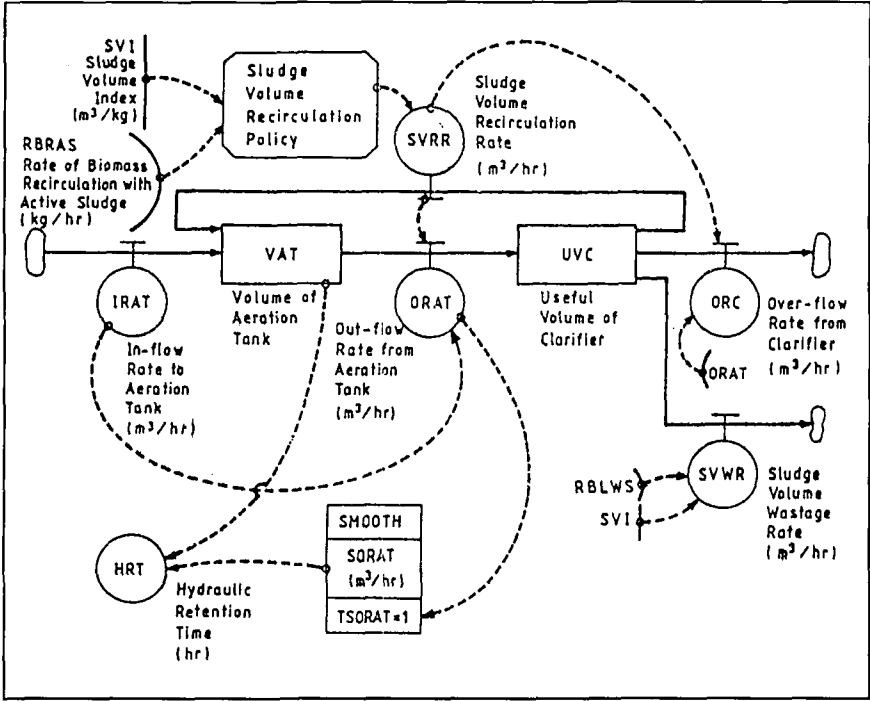 SVI
Sludge
Volume
Index
(m³/kg)
Sludge
Volume
Recirculation
Policy
SVRR
Sludge
Volume
Recirculation
Rate
(m³/hr)
RBRAS
Rate of Biomass
Recirculation with
Active Sludge
(kg/hr)
VAT
UVC
IRAT
Volume of
Aeration
Tank
ORAT
Useful
Volume of
Clarifier
ORC
Over-flow
Rate from
Clarifier
(m³/hr)
In-flow
Rate to
Aeration
Tank
(m³/hr)
Out-flow
Rate from
Aeration
Tank
(m³/hr)
ORAT
RBLWS
SVI
SVWR
Sludge
Volume
Wastage
Rate
(m³/hr)
HRT
Hydraulic
Retention
Time
(hr)
SMOOTH
SORAT
(m³/hr)
TSORAT=1